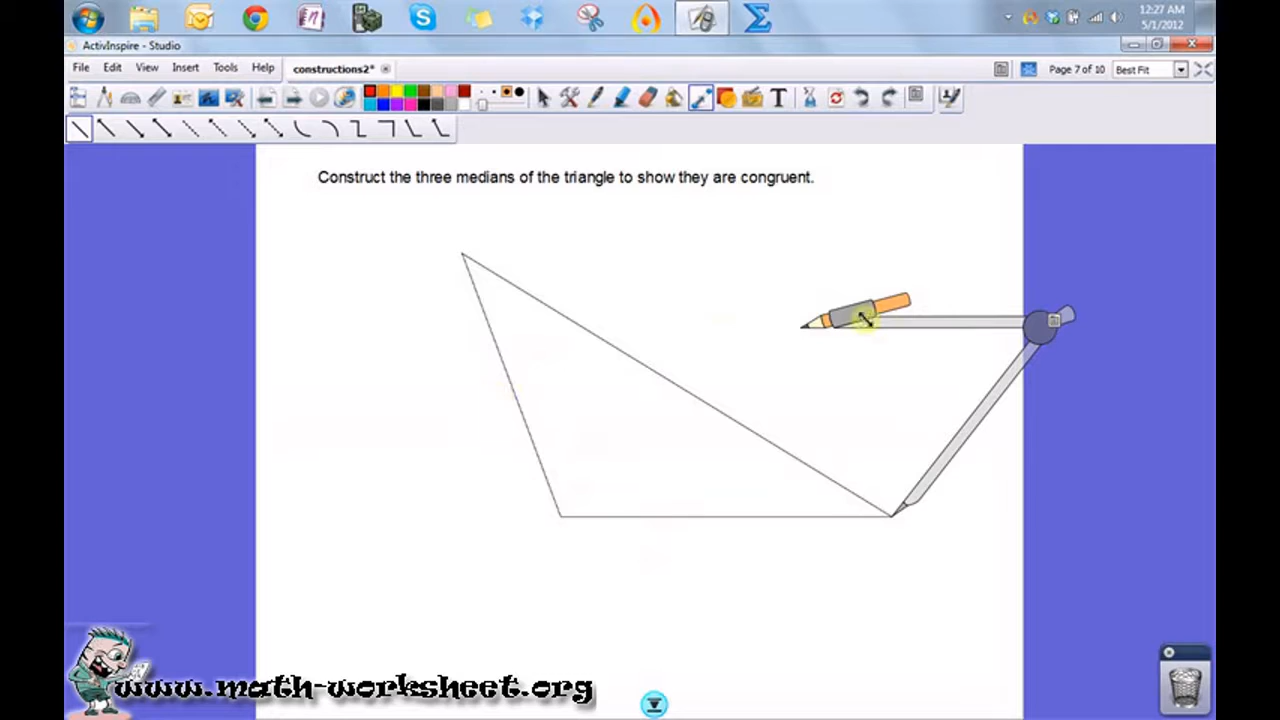 12:27 AM
5/1/2012
ActivInspire - Studio
File Edit View Insert Tools Help constructions2* Page 7 of 10 Best Fit
Construct the three medians of the triangle to show they are congruent.
www.math-worksheet.org